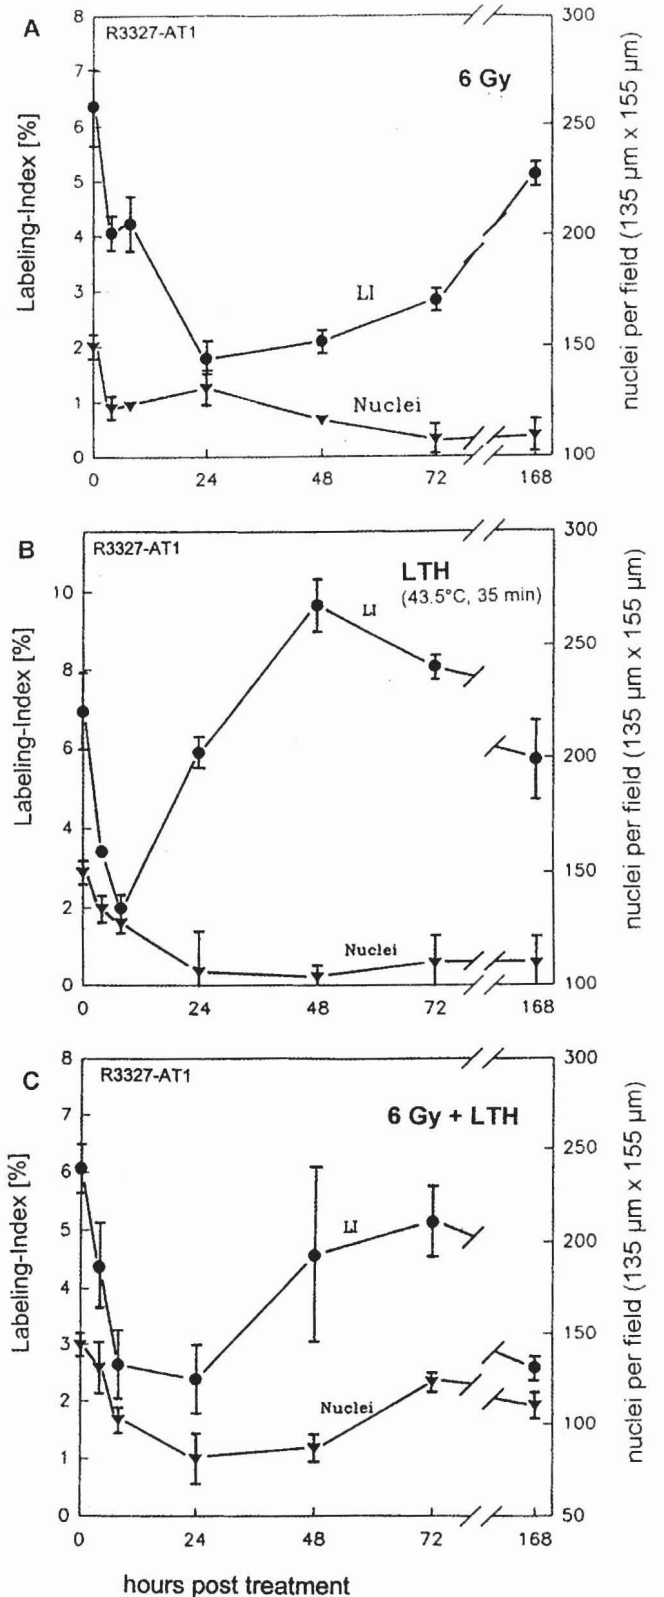 A
R3327-AT1
6 Gy
Labeling-Index [%]
8
7
6
5
4
3
2
1
0
300
250
200
150
100
nuclei per field (135 µm x 155 µm)
LI
Nuclei
0 24 48 72 168
B
R3327-AT1
LTH
(43.5°C, 35 min)
Labeling-Index [%]
10
8
6
4
2
0
300
250
200
150
100
nuclei per field (135 µm x 155 µm)
LI
Nuclei
0 24 48 72 168
C
R3327-AT1
6 Gy + LTH
Labeling-Index [%]
8
7
6
5
4
3
2
1
0
300
250
200
150
100
50
nuclei per field (135 µm x 155 µm)
LI
Nuclei
0 24 48 72 168
hours post treatment